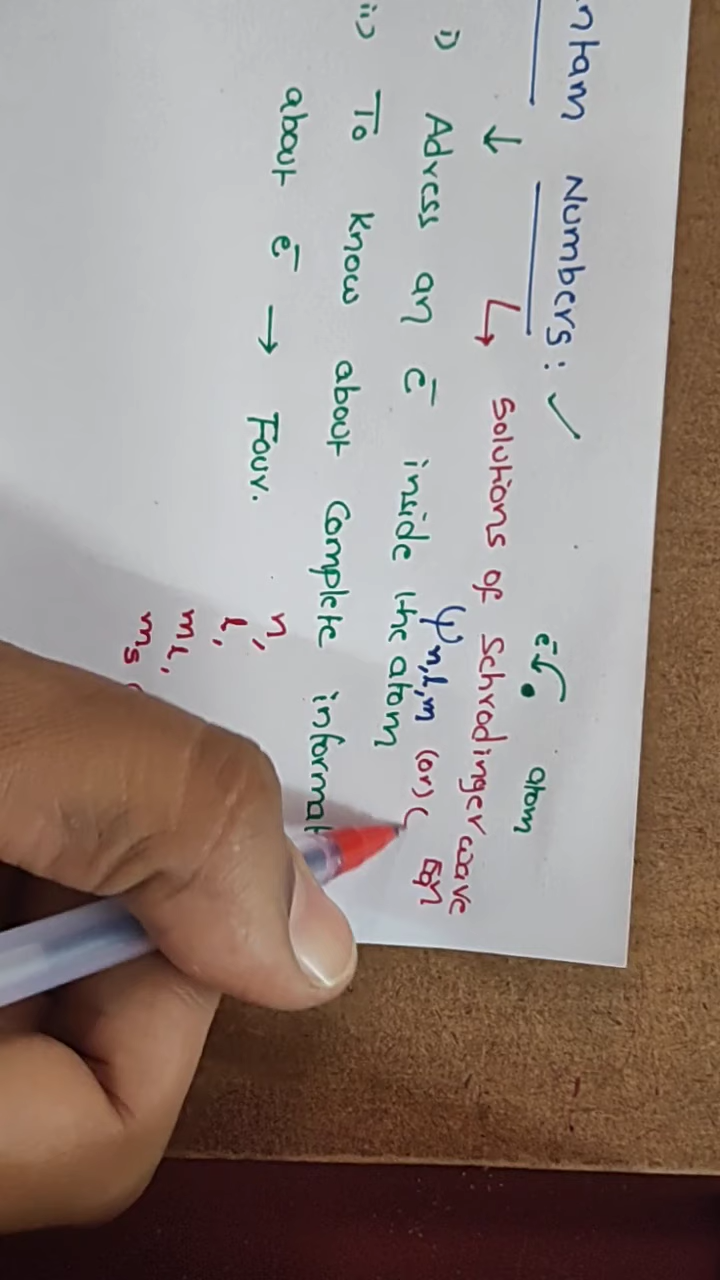 ntam Numbers: ✓
e⁻ atom
↓ ↳ Solutions of Schrodinger wave Eqn
ψn,l,m (or) (
i) Adress an e⁻ inside the atom
ii) To know about Complete informat
about e⁻ → Four.
n,
l,
mL,
ms